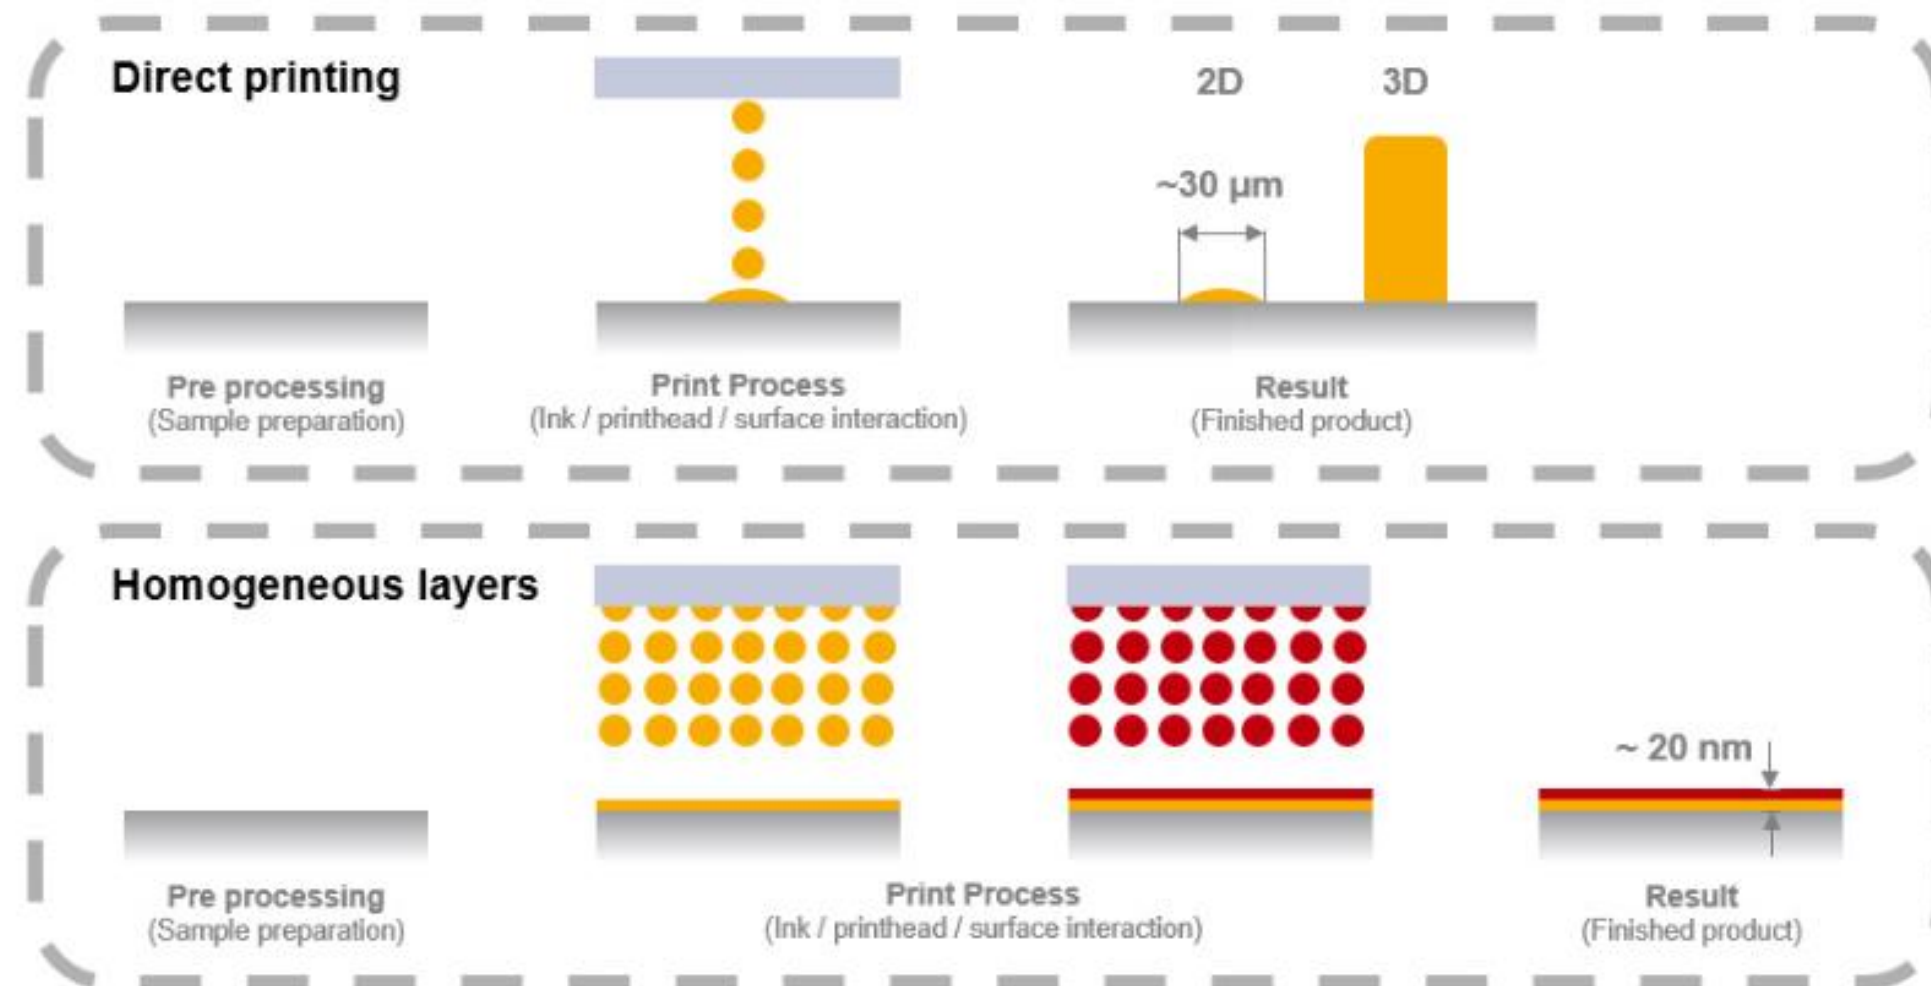 Direct printing
2D
3D
~30 µm
Pre processing
(Sample preparation)
Print Process
(Ink / printhead / surface interaction)
Result
(Finished product)
Homogeneous layers
~ 20 nm
Pre processing
(Sample preparation)
Print Process
(Ink / printhead / surface interaction)
Result
(Finished product)